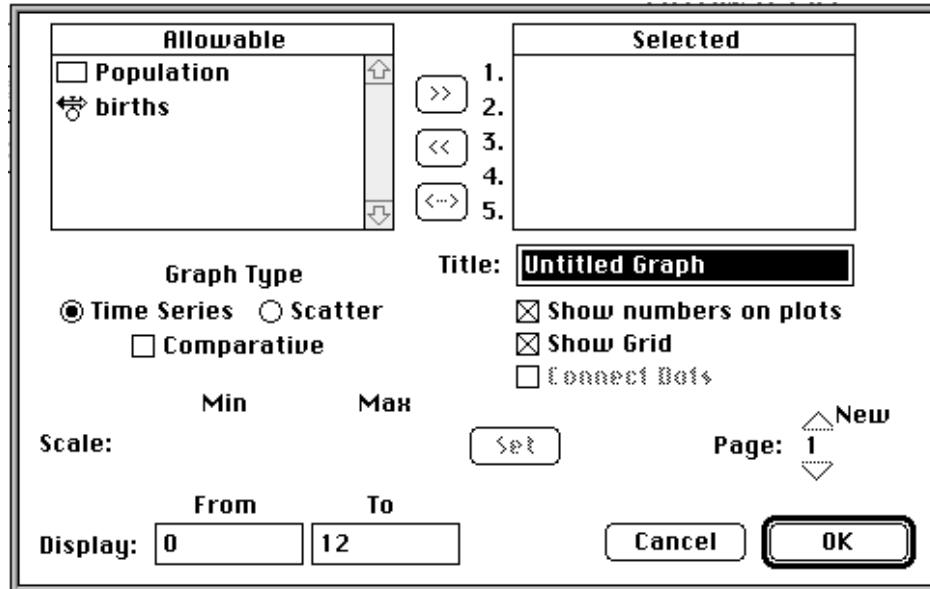 Allowable
Selected
Population
births
>>
<<
<┄>
1.
2.
3.
4.
5.
Title: Untitled Graph
Graph Type
Time Series Scatter
Comparative
Show numbers on plots
Show Grid
Connect Dots
Min Max
Scale:
Set
New
Page: 1
From To
Display: 0 12
Cancel OK